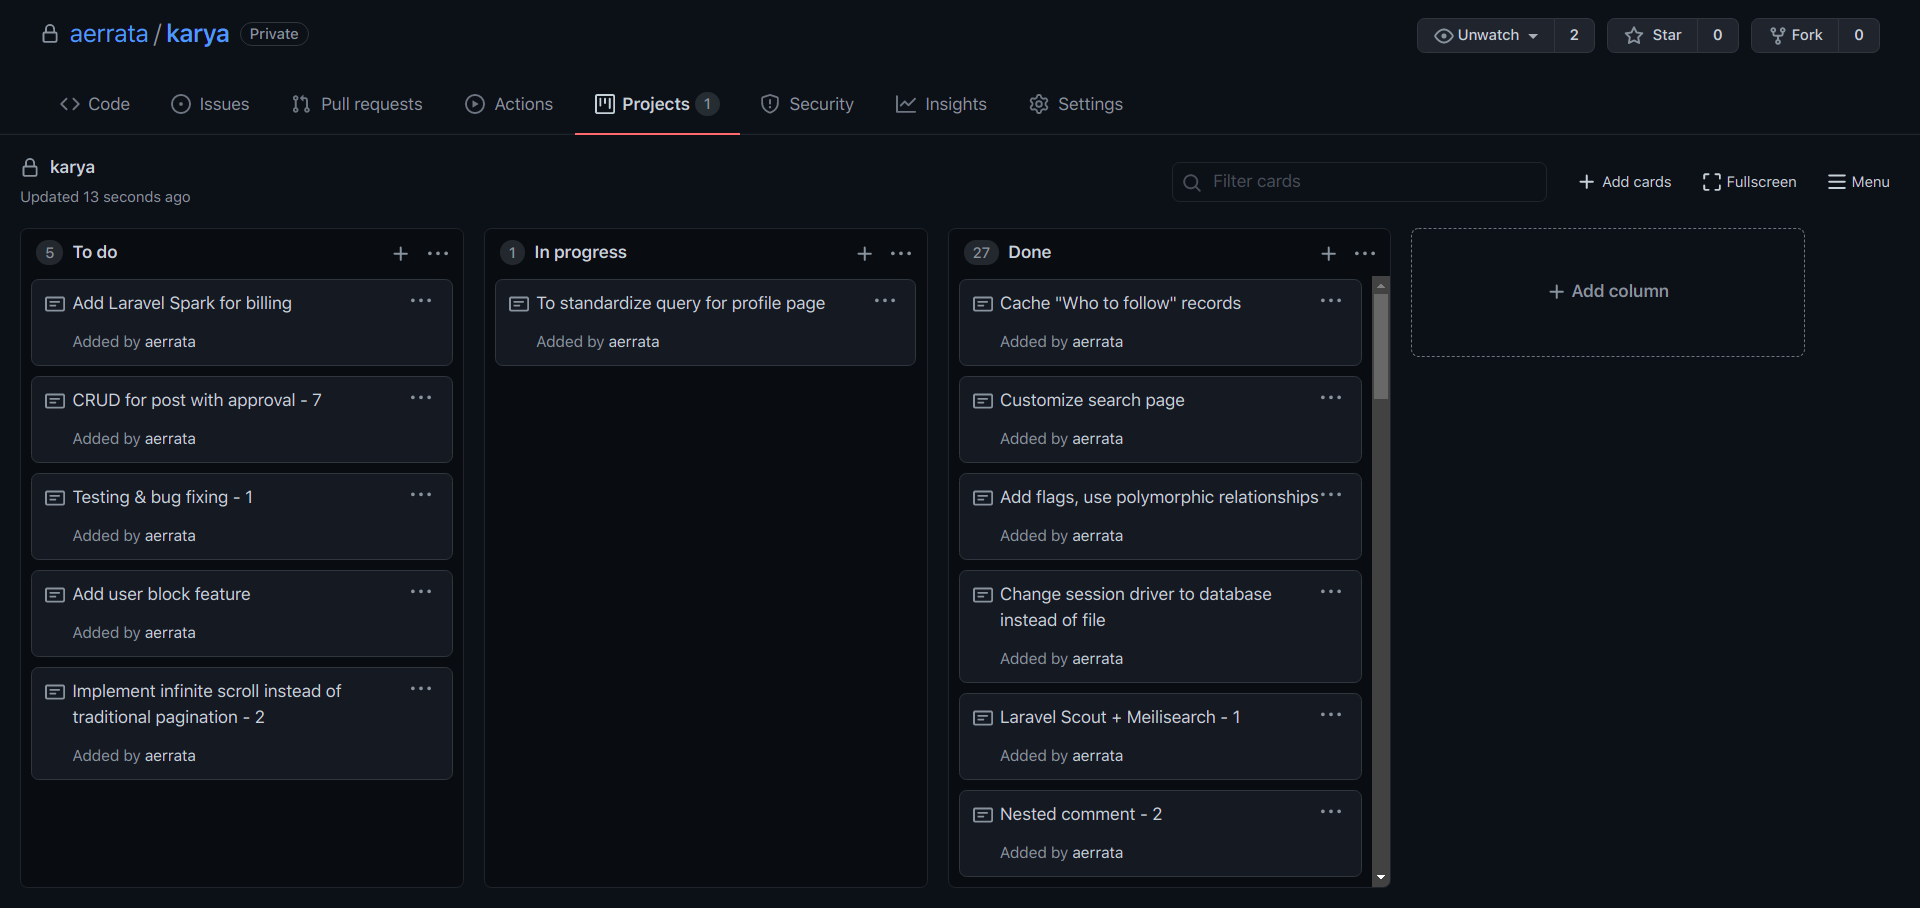 aerrata / karya Private
Unwatch 2 Star 0 Fork 0
Code Issues Pull requests Actions Projects 1 Security Insights Settings
karya
Updated 13 seconds ago
Filter cards
Add cards Fullscreen Menu
5 To do
Add Laravel Spark for billing
Added by aerrata
CRUD for post with approval - 7
Added by aerrata
Testing & bug fixing - 1
Added by aerrata
Add user block feature
Added by aerrata
Implement infinite scroll instead of
traditional pagination - 2
Added by aerrata
1 In progress
To standardize query for profile page
Added by aerrata
27 Done
Cache "Who to follow" records
Added by aerrata
Customize search page
Added by aerrata
Add flags, use polymorphic relationships
Added by aerrata
Change session driver to database
instead of file
Added by aerrata
Laravel Scout + Meilisearch - 1
Added by aerrata
Nested comment - 2
Added by aerrata
Add column